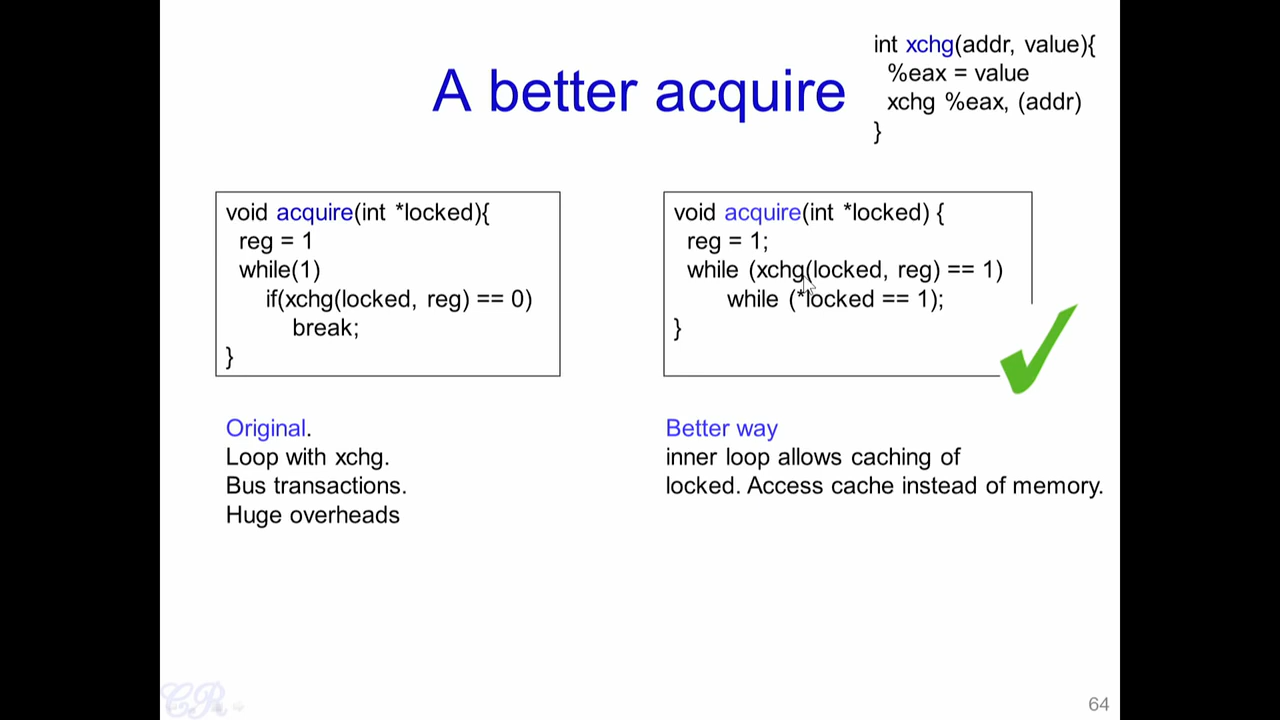 A better acquire
int xchg(addr, value){
%eax = value
xchg %eax, (addr)
}
void acquire(int *locked){
reg = 1
while(1)
if(xchg(locked, reg) == 0)
break;
}
void acquire(int *locked) {
reg = 1;
while (xchg(locked, reg) == 1)
while (*locked == 1);
}
Original.
Loop with xchg.
Bus transactions.
Huge overheads
Better way
inner loop allows caching of
locked. Access cache instead of memory.
CR
64